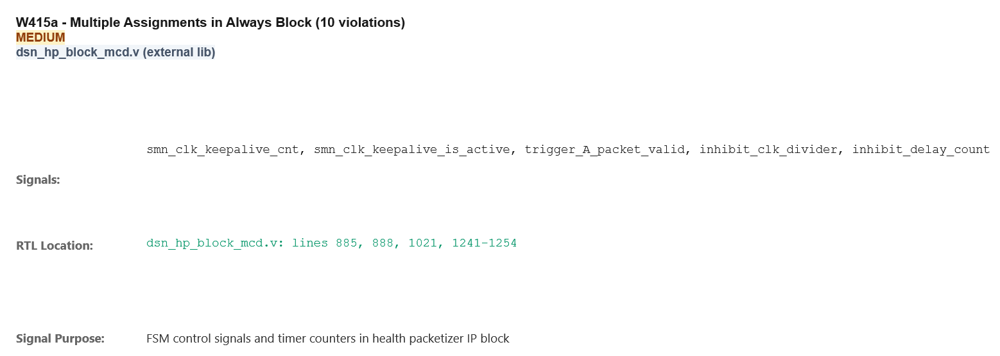 W415a - Multiple Assignments in Always Block (10 violations)
MEDIUM
dsn_hp_block_mcd.v (external lib)
smn_clk_keepalive_cnt, smn_clk_keepalive_is_active, trigger_A_packet_valid, inhibit_clk_divider, inhibit_delay_count
Signals:
RTL Location: dsn_hp_block_mcd.v: lines 885, 888, 1021, 1241-1254
Signal Purpose: FSM control signals and timer counters in health packetizer IP block